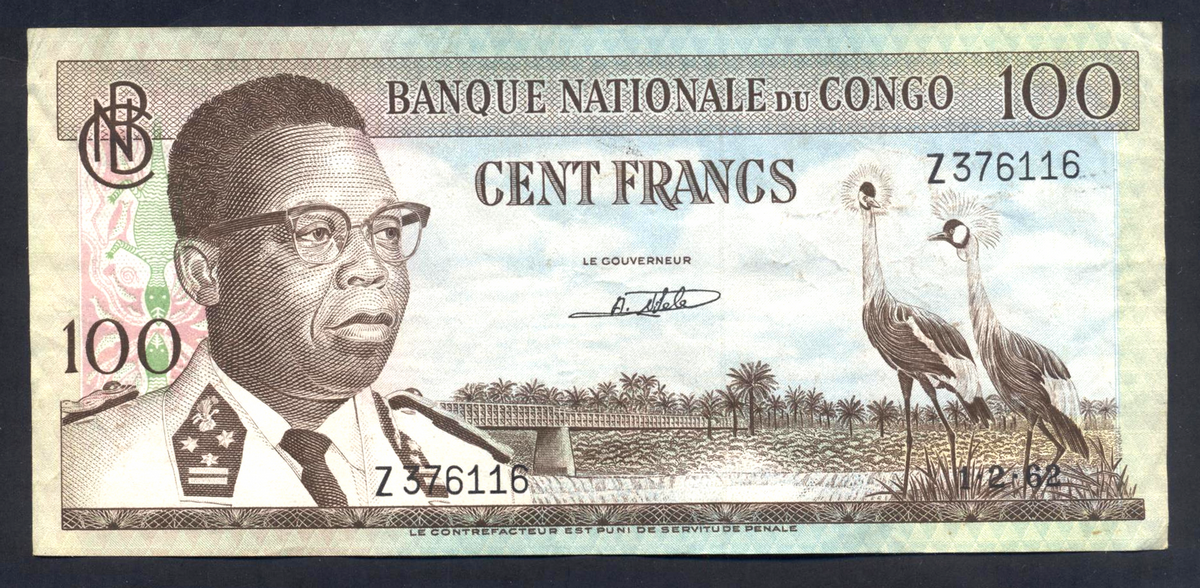 BNC
BANQUE NATIONALE DU CONGO 100
CENT FRANCS
Z376116
LE GOUVERNEUR
100
Z376116
1·2·62
LE CONTREFACTEUR EST PUNI DE SERVITUDE PENALE